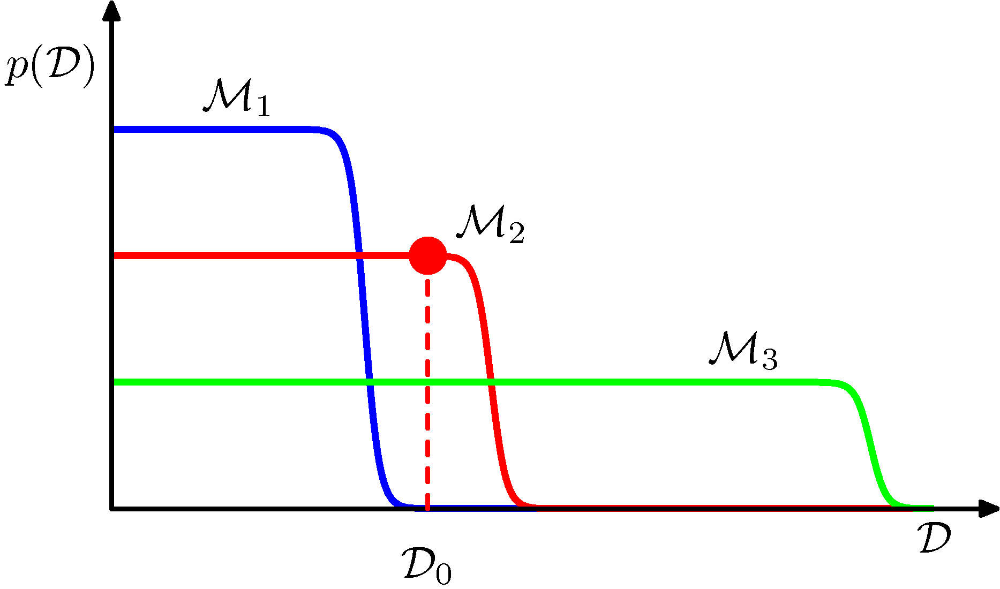 p(𝒟)
ℳ₁
ℳ₂
ℳ₃
𝒟
𝒟₀